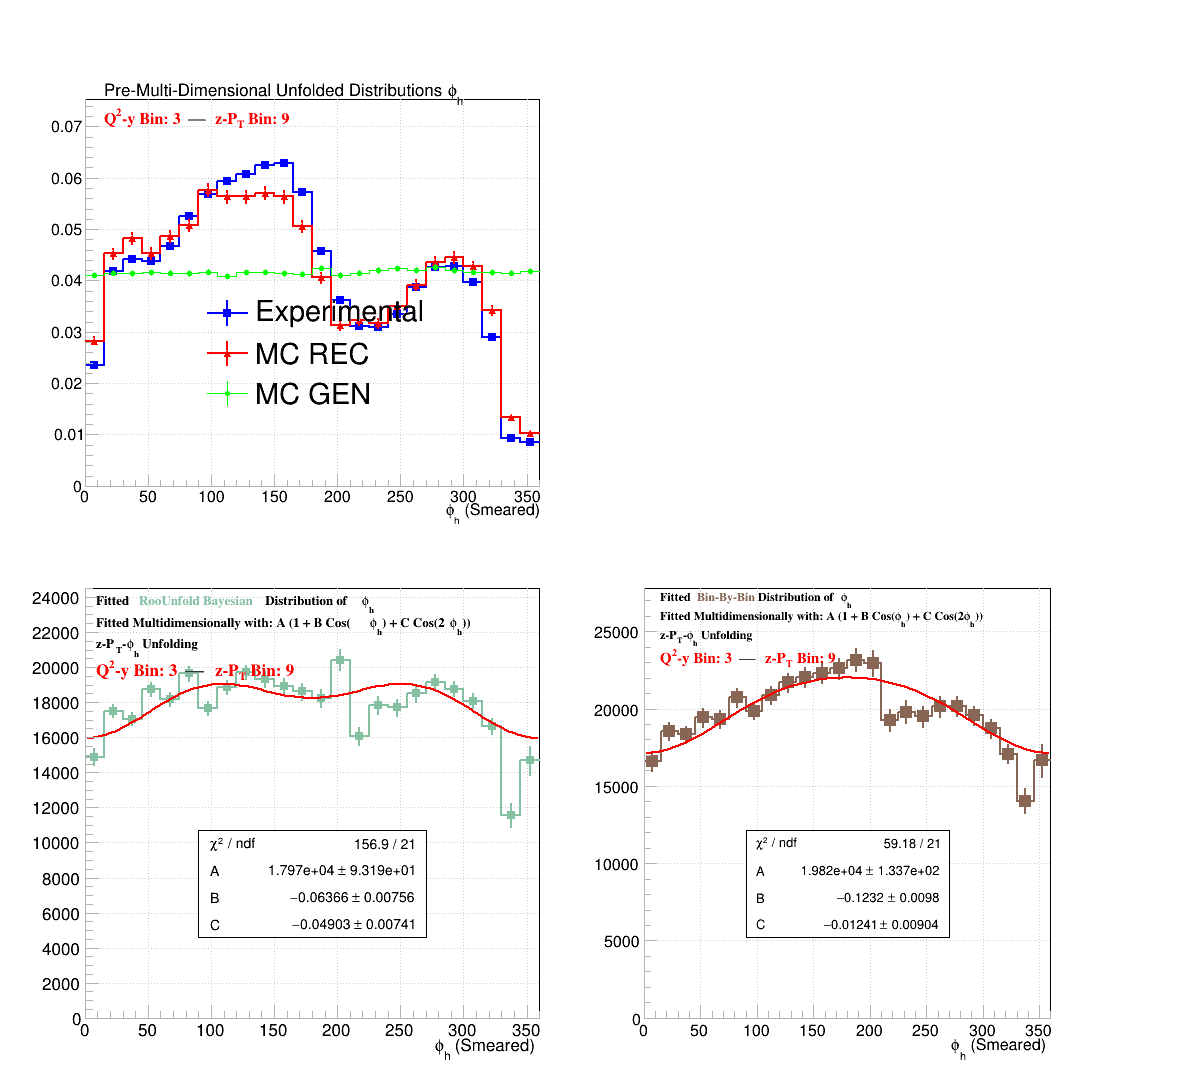 Pre-Multi-Dimensional Unfolded Distributions ϕh
Q²-y Bin: 3 — z-PT Bin: 9
0.07
0.06
0.05
0.04
0.03
0.02
0.01
0
Experimental
MC REC
MC GEN
0 50 100 150 200 250 300 350
ϕh (Smeared)
Fitted RooUnfold Bayesian Distribution of ϕh
Fitted Multidimensionally with: A (1 + B Cos( ϕh) + C Cos(2 ϕh))
z-PT-ϕh Unfolding
Q²-y Bin: 3 — z-PT Bin: 9
24000
22000
20000
18000
16000
14000
12000
10000
8000
6000
4000
2000
0
χ² / ndf 156.9 / 21
A 1.797e+04 ± 9.319e+01
B −0.06366 ± 0.00756
C −0.04903 ± 0.00741
0 50 100 150 200 250 300 350
ϕh (Smeared)
Fitted Bin-By-Bin Distribution of ϕh
Fitted Multidimensionally with: A (1 + B Cos(ϕh) + C Cos(2ϕh))
z-PT-ϕh Unfolding
Q²-y Bin: 3 — z-PT Bin: 9
25000
20000
15000
10000
5000
0
χ² / ndf 59.18 / 21
A 1.982e+04 ± 1.337e+02
B −0.1232 ± 0.0098
C −0.01241 ± 0.00904
0 50 100 150 200 250 300 350
ϕh (Smeared)